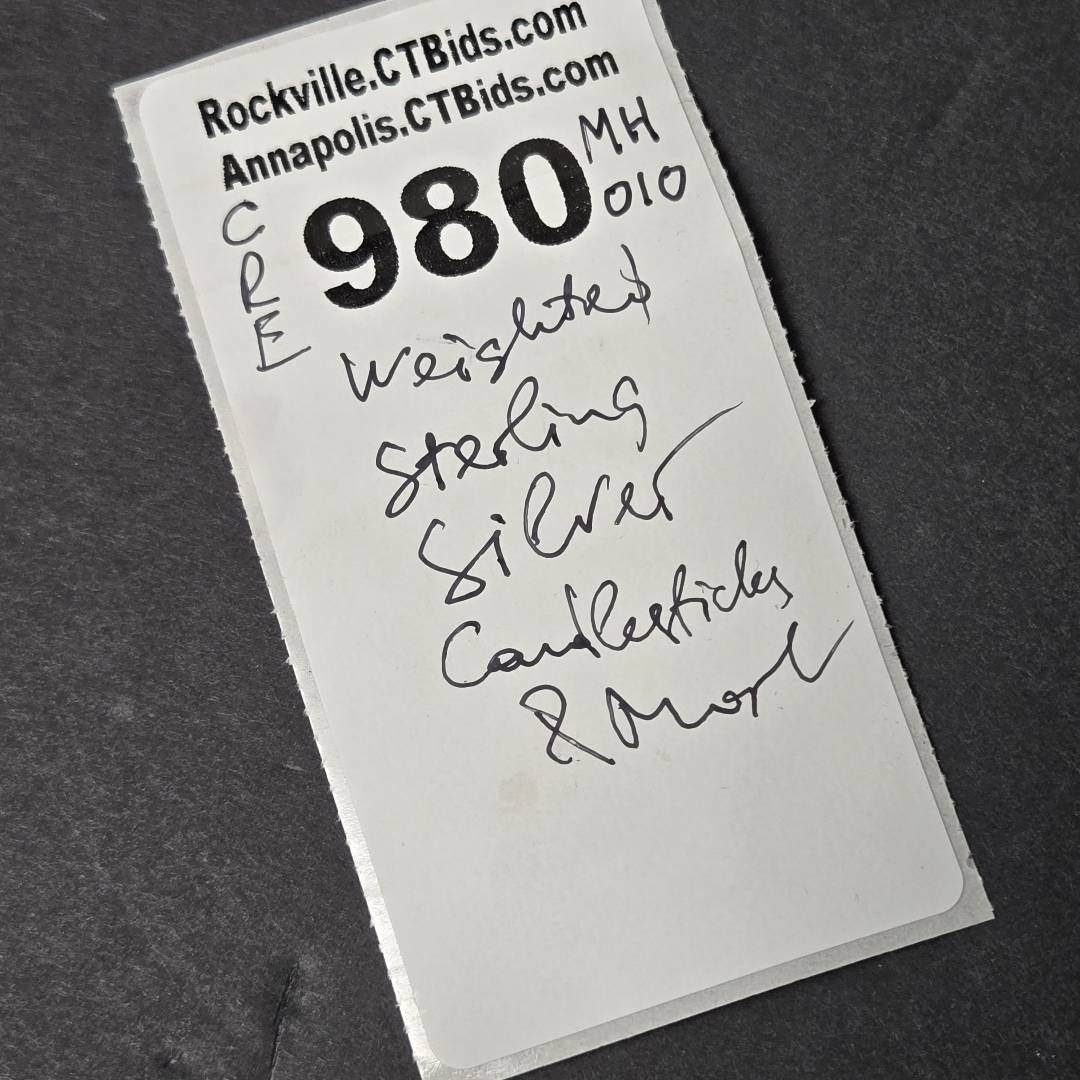 Rockville.CTBids.com
Annapolis.CTBids.com
980 MH
010
C
R
E
Weighted
Sterling
Silver
Candlesticks
& More